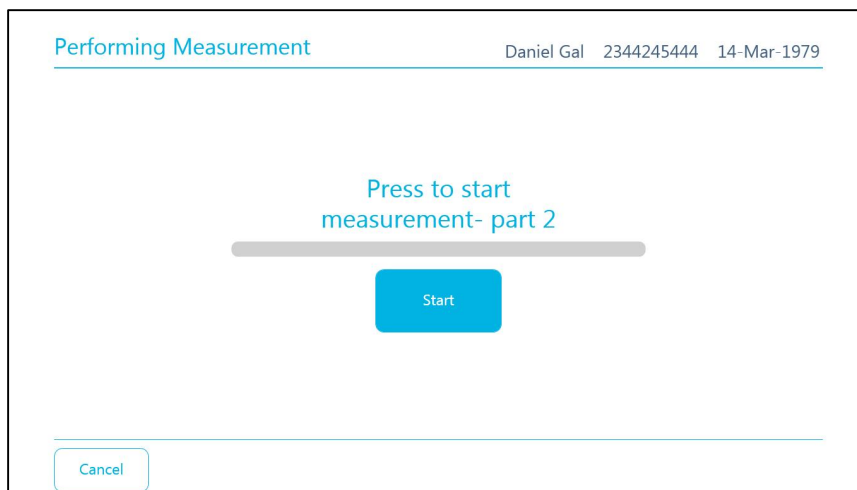 Performing Measurement Daniel Gal 2344245444 14-Mar-1979
Press to start
measurement- part 2
Start
Cancel